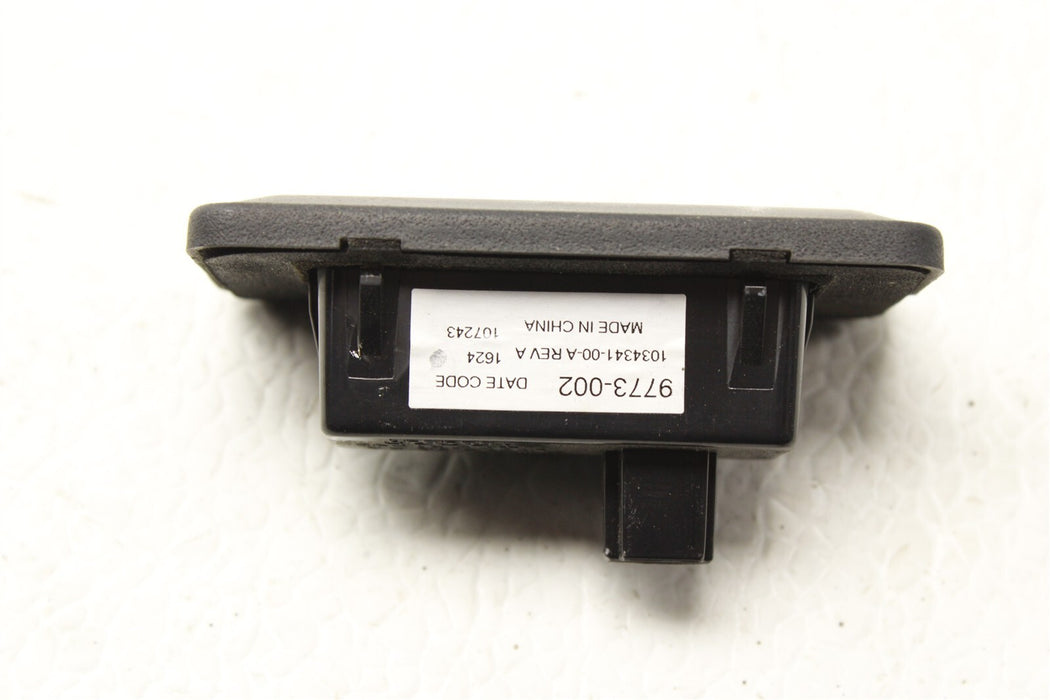 9773-002 DATE CODE
1034341-00-A REV A 1624
MADE IN CHINA 107243